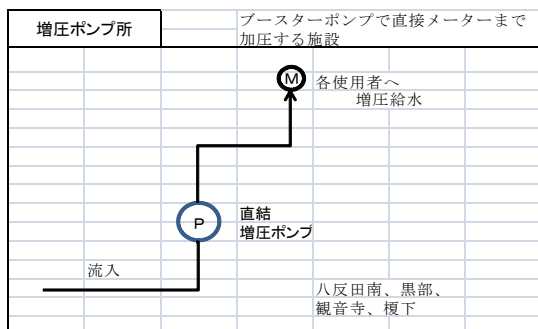 増圧ポンプ所
ブースターポンプで直接メーターまで
加圧する施設
M
各使用者へ
増圧給水
P
直結
増圧ポンプ
流入
八反田南、黒部、
観音寺、榎下